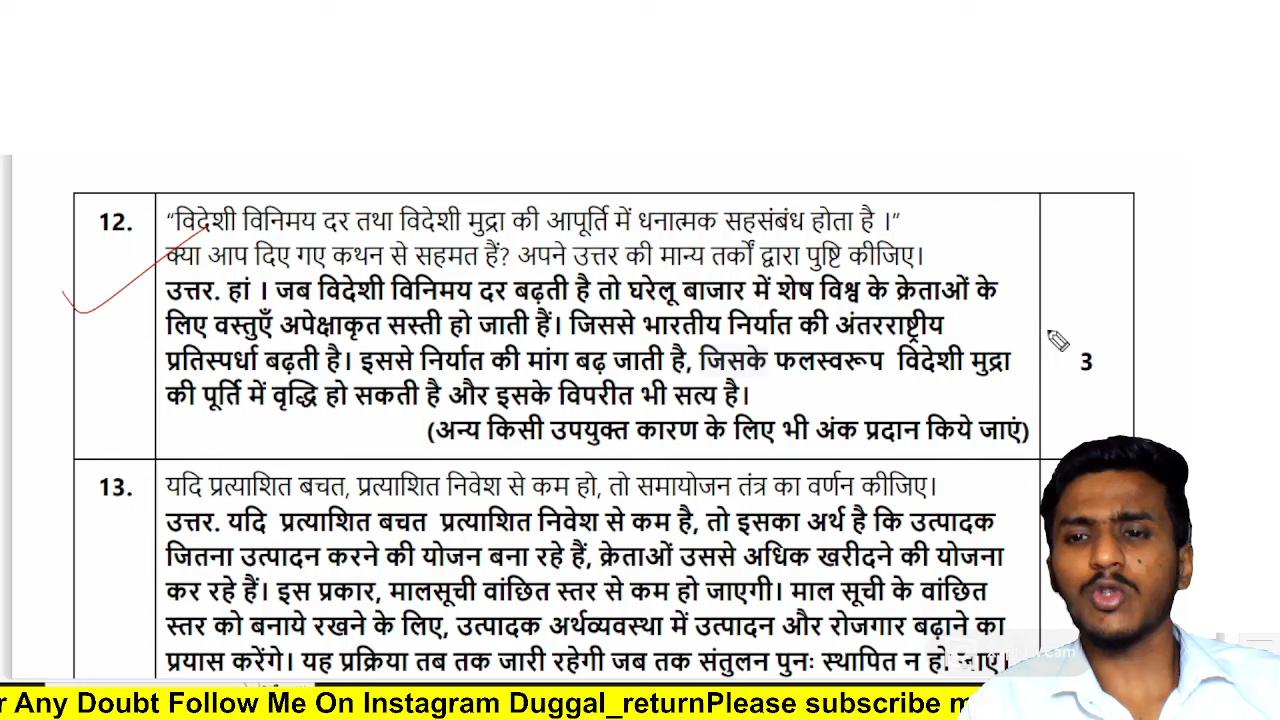 12.
“विदेशी विनिमय दर तथा विदेशी मुद्रा की आपूर्ति में धनात्मक सहसंबंध होता है ।”
क्या आप दिए गए कथन से सहमत हैं? अपने उत्तर की मान्य तर्कों द्वारा पुष्टि कीजिए।
उत्तर. हां । जब विदेशी विनिमय दर बढ़ती है तो घरेलू बाजार में शेष विश्व के क्रेताओं के
लिए वस्तुएँ अपेक्षाकृत सस्ती हो जाती हैं। जिससे भारतीय निर्यात की अंतरराष्ट्रीय
प्रतिस्पर्धा बढ़ती है। इससे निर्यात की मांग बढ़ जाती है, जिसके फलस्वरूप विदेशी मुद्रा
की पूर्ति में वृद्धि हो सकती है और इसके विपरीत भी सत्य है।
(अन्य किसी उपयुक्त कारण के लिए भी अंक प्रदान किये जाएं)
3
13.
यदि प्रत्याशित बचत, प्रत्याशित निवेश से कम हो, तो समायोजन तंत्र का वर्णन कीजिए।
उत्तर. यदि प्रत्याशित बचत प्रत्याशित निवेश से कम है, तो इसका अर्थ है कि उत्पादक
जितना उत्पादन करने की योजन बना रहे हैं, क्रेताओं उससे अधिक खरीदने की योजना
कर रहे हैं। इस प्रकार, मालसूची वांछित स्तर से कम हो जाएगी। माल सूची के वांछित
स्तर को बनाये रखने के लिए, उत्पादक अर्थव्यवस्था में उत्पादन और रोजगार बढ़ाने का
प्रयास करेंगे। यह प्रक्रिया तब तक जारी रहेगी जब तक संतुलन पुनः स्थापित न हो जाए।
r Any Doubt Follow Me On Instagram Duggal_returnPlease subscribe